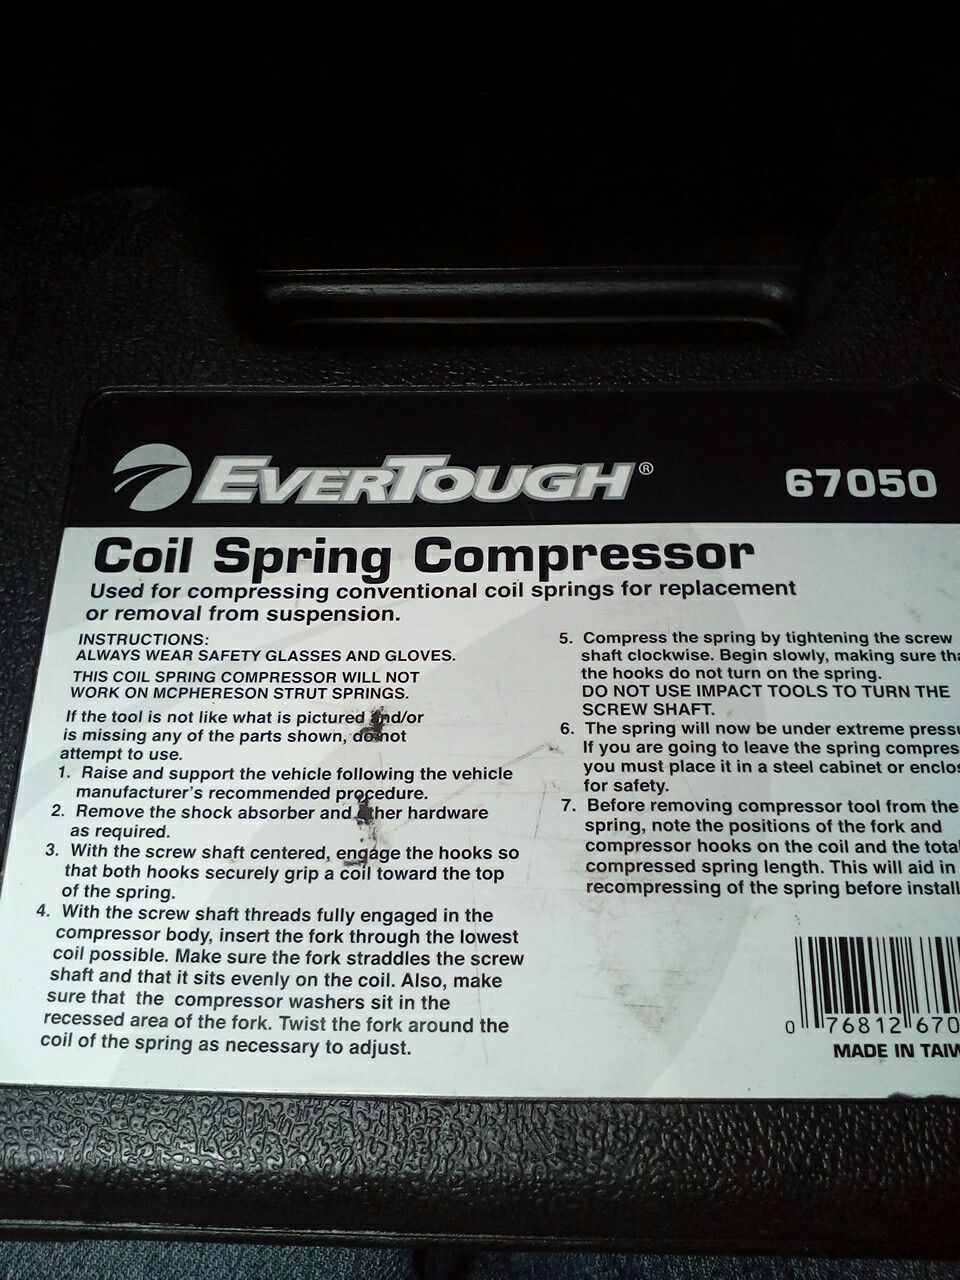 EVERTOUGH®
67050
Coil Spring Compressor
Used for compressing conventional coil springs for replacement
or removal from suspension.
INSTRUCTIONS:
ALWAYS WEAR SAFETY GLASSES AND GLOVES.
THIS COIL SPRING COMPRESSOR WILL NOT
WORK ON MCPHERESON STRUT SPRINGS.
If the tool is not like what is pictured and/or
is missing any of the parts shown, do not
attempt to use.
1. Raise and support the vehicle following the vehicle
manufacturer's recommended procedure.
2. Remove the shock absorber and other hardware
as required.
3. With the screw shaft centered, engage the hooks so
that both hooks securely grip a coil toward the top
of the spring.
4. With the screw shaft threads fully engaged in the
compressor body, insert the fork through the lowest
coil possible. Make sure the fork straddles the screw
shaft and that it sits evenly on the coil. Also, make
sure that the compressor washers sit in the
recessed area of the fork. Twist the fork around the
coil of the spring as necessary to adjust.
5. Compress the spring by tightening the screw
shaft clockwise. Begin slowly, making sure tha
the hooks do not turn on the spring.
DO NOT USE IMPACT TOOLS TO TURN THE
SCREW SHAFT.
6. The spring will now be under extreme pressu
If you are going to leave the spring compres
you must place it in a steel cabinet or enclos
for safety.
7. Before removing compressor tool from the
spring, note the positions of the fork and
compressor hooks on the coil and the total
compressed spring length. This will aid in
recompressing of the spring before install
0 76812 670
MADE IN TAIW